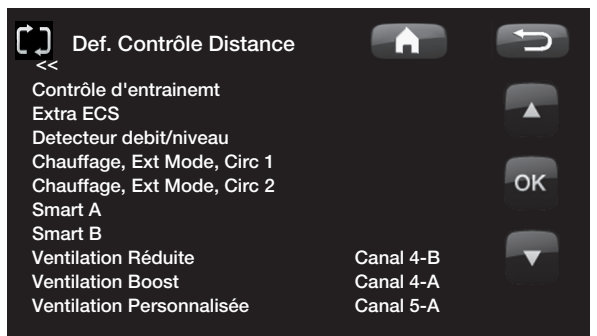 Def. Contrôle Distance
<<
Contrôle d'entrainemt
Extra ECS
Detecteur debit/niveau
Chauffage, Ext Mode, Circ 1
Chauffage, Ext Mode, Circ 2
OK
Smart A
Smart B
Ventilation Réduite Canal 4-B
Ventilation Boost Canal 4-A
Ventilation Personnalisée Canal 5-A